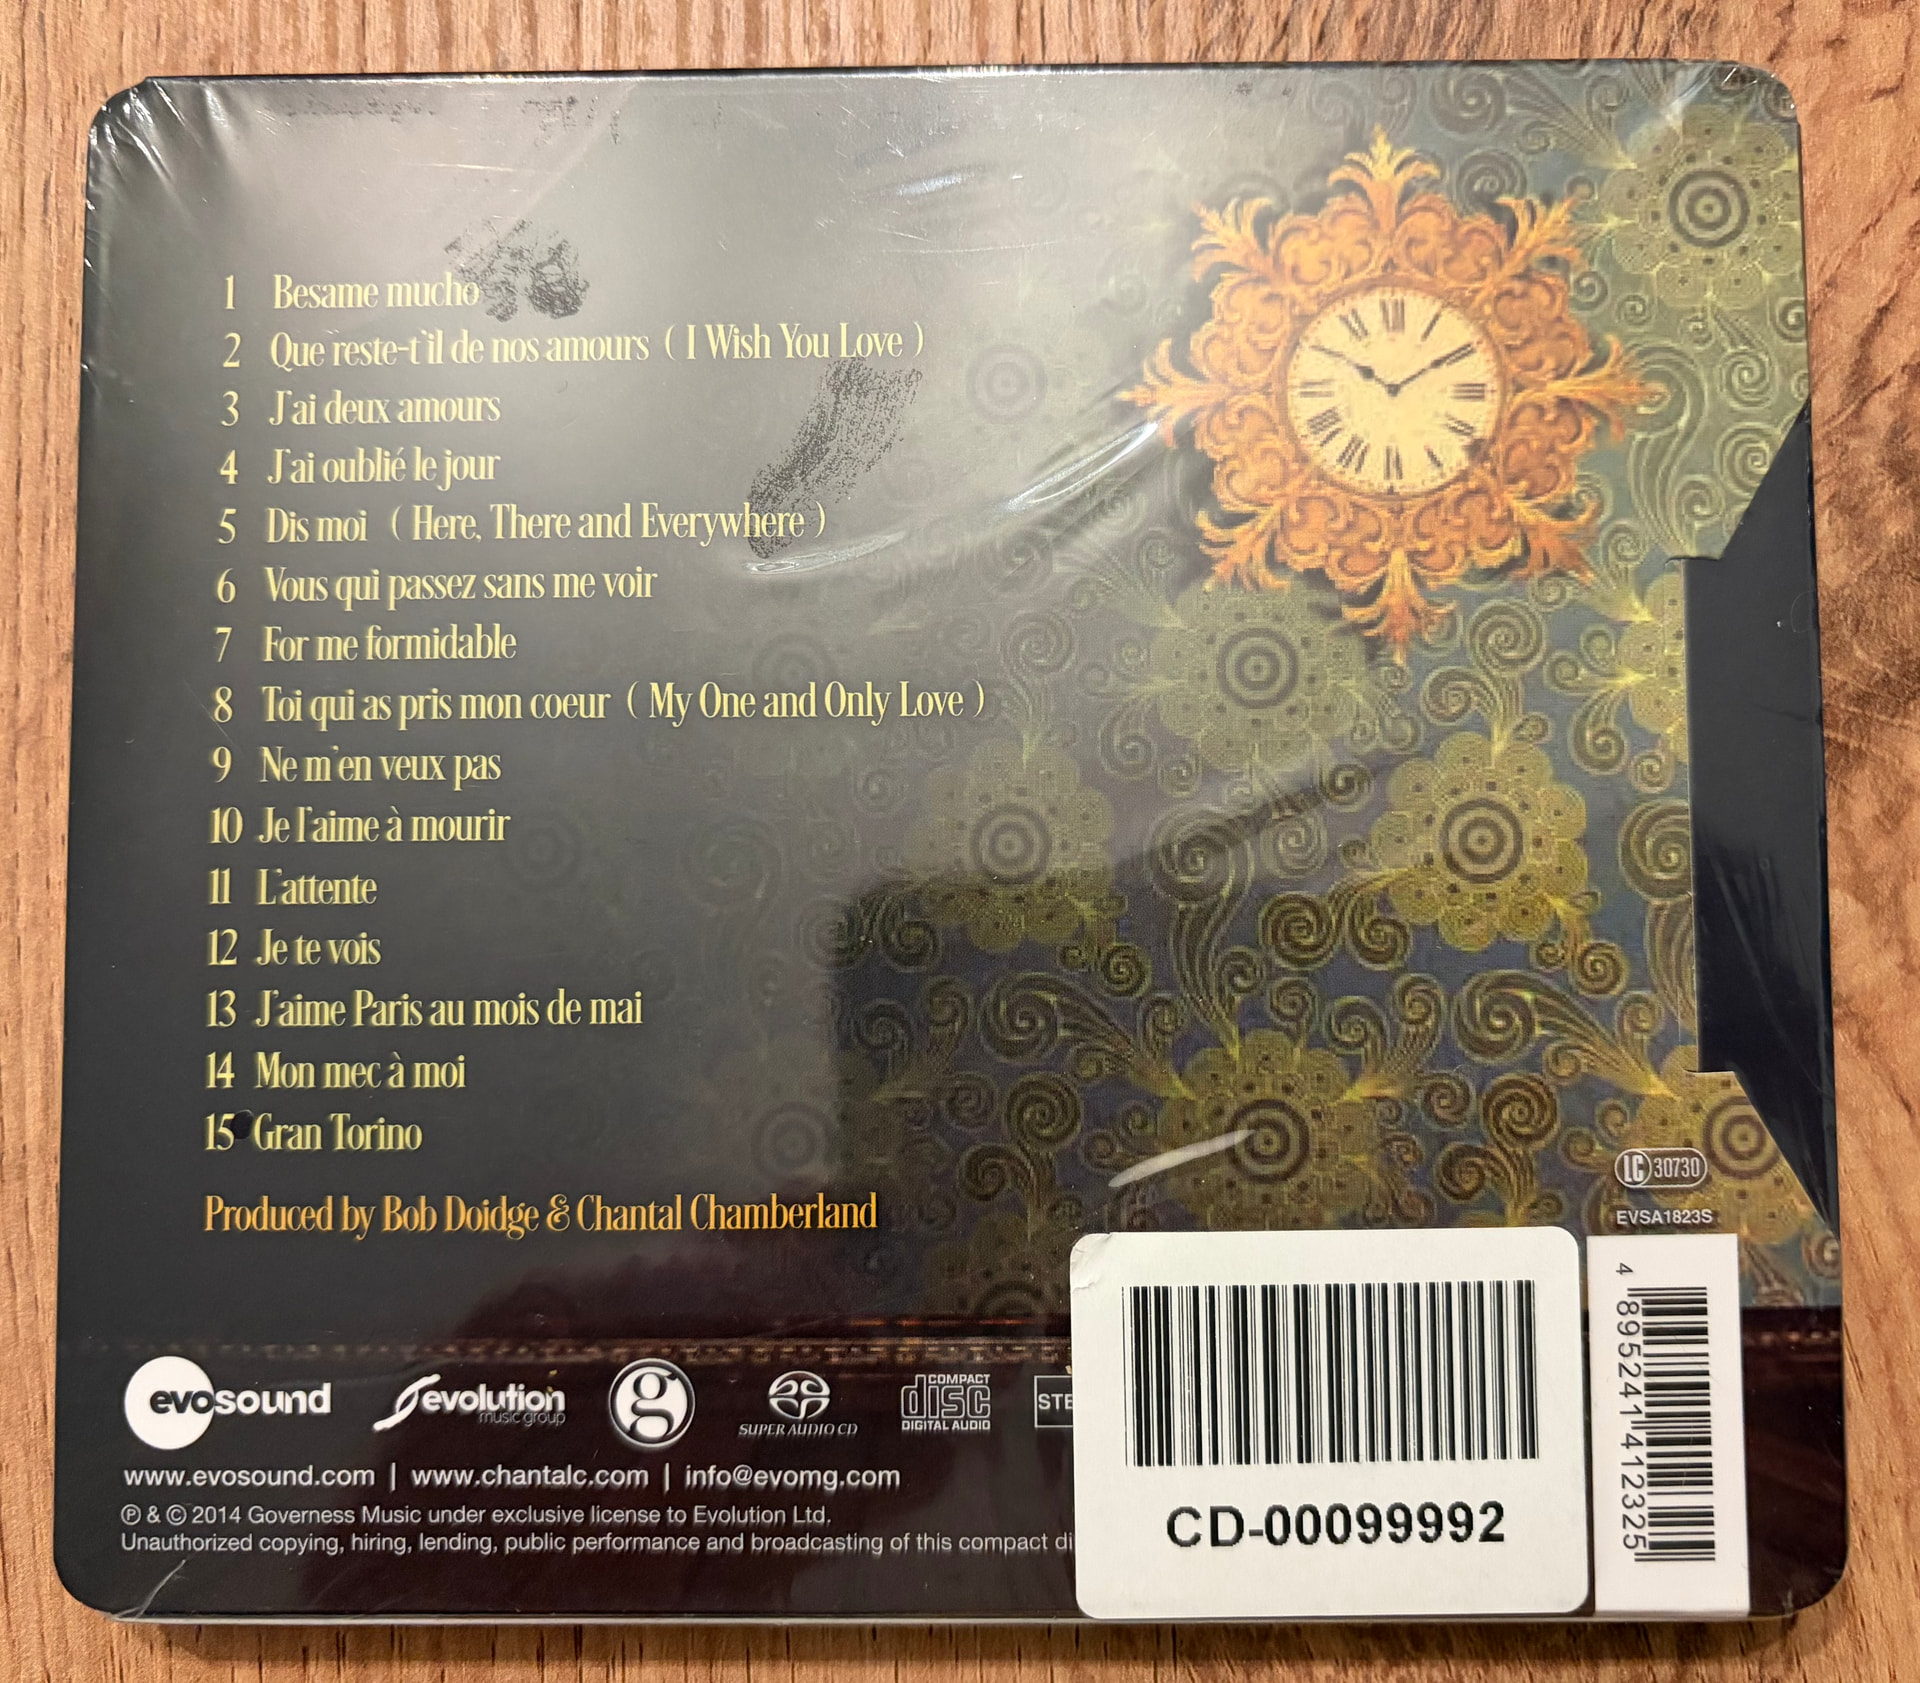 1 Besame mucho
2 Que reste-t'il de nos amours ( I Wish You Love )
3 J'ai deux amours
4 J'ai oublié le jour
5 Dis moi ( Here, There and Everywhere )
6 Vous qui passez sans me voir
7 For me formidable
8 Toi qui as pris mon coeur ( My One and Only Love )
9 Ne m'en veux pas
10 Je l'aime à mourir
11 L'attente
12 Je te vois
13 J'aime Paris au mois de mai
14 Mon mec à moi
15 Gran Torino
Produced by Bob Doidge & Chantal Chamberland
LC 30730
EVSA1823S
4 895241 412325
evosound
evolution
music group
g
SUPER AUDIO CD
COMPACT
disc
DIGITAL AUDIO
STE
CD-00099992
www.evosound.com | www.chantalc.com | info@evomg.com
℗ & © 2014 Governess Music under exclusive license to Evolution Ltd.
Unauthorized copying, hiring, lending, public performance and broadcasting of this compact di